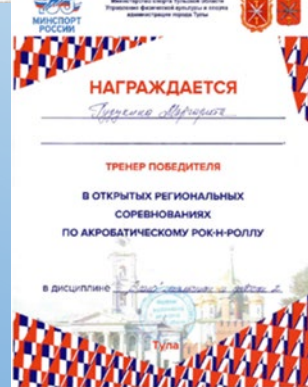 Министерство спорта Тульской области
Управление физической культуры и спорта
администрации города Тулы
МИНСПОРТ
РОССИИ
НАГРАЖДАЕТСЯ
Маргарита
ТРЕНЕР ПОБЕДИТЕЛЯ
В ОТКРЫТЫХ РЕГИОНАЛЬНЫХ
СОРЕВНОВАНИЯХ
ПО АКРОБАТИЧЕСКОМУ РОК-Н-РОЛЛУ
в дисциплине
Тула